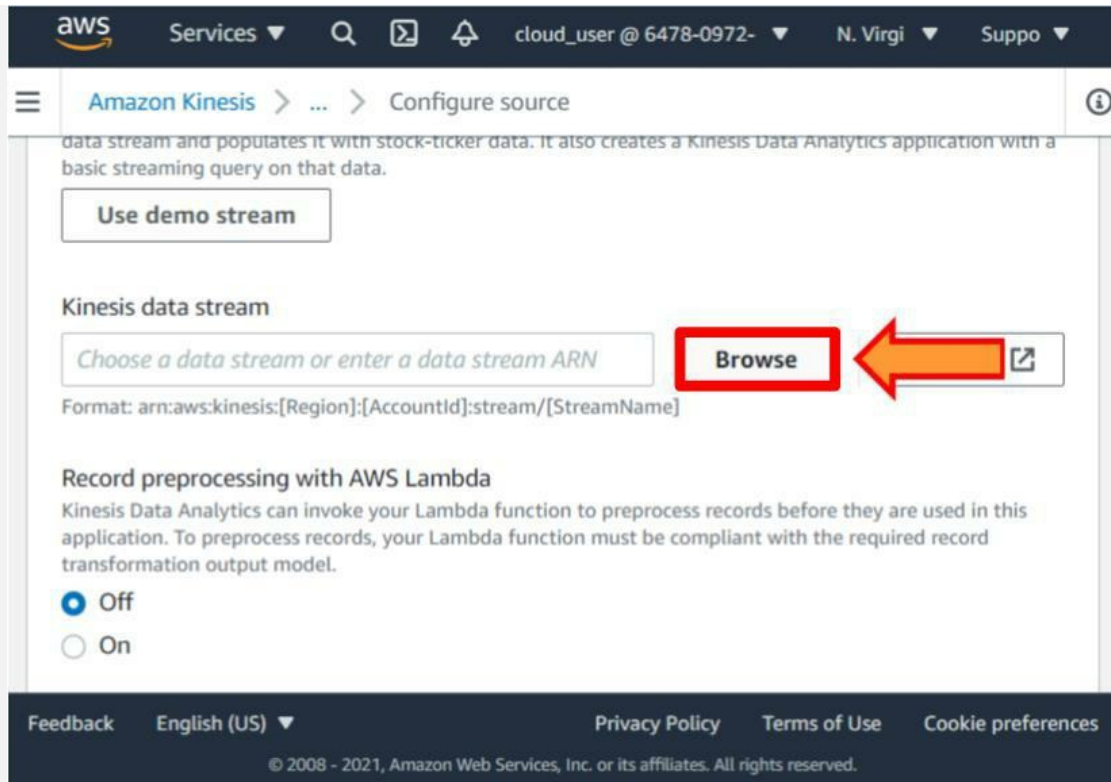 aws Services ▼ cloud_user @ 6478-0972- ▼ N. Virgi ▼ Suppo ▼
Amazon Kinesis > ... > Configure source
data stream and populates it with stock-ticker data. It also creates a Kinesis Data Analytics application with a
basic streaming query on that data.
Use demo stream
Kinesis data stream
Choose a data stream or enter a data stream ARN Browse
Format: arn:aws:kinesis:[Region]:[AccountId]:stream/[StreamName]
Record preprocessing with AWS Lambda
Kinesis Data Analytics can invoke your Lambda function to preprocess records before they are used in this
application. To preprocess records, your Lambda function must be compliant with the required record
transformation output model.
Off
On
Feedback English (US) ▼ Privacy Policy Terms of Use Cookie preferences
© 2008 - 2021, Amazon Web Services, Inc. or its affiliates. All rights reserved.